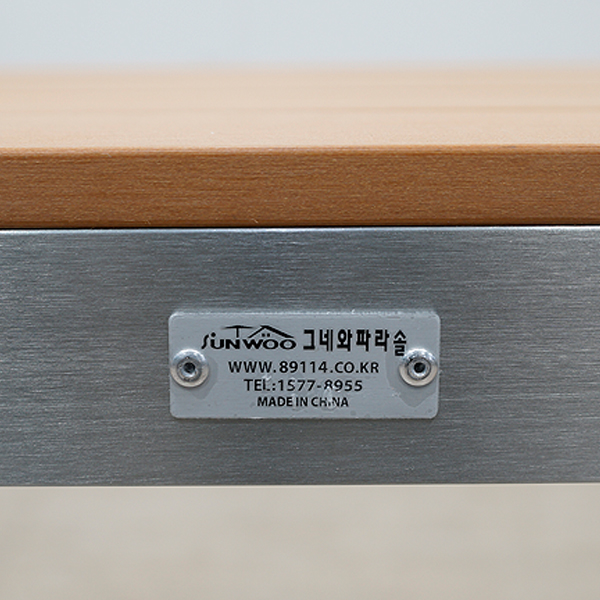 SUNWOO 그네와파라솔
WWW.89114.CO.KR
TEL:1577-8955
MADE IN CHINA